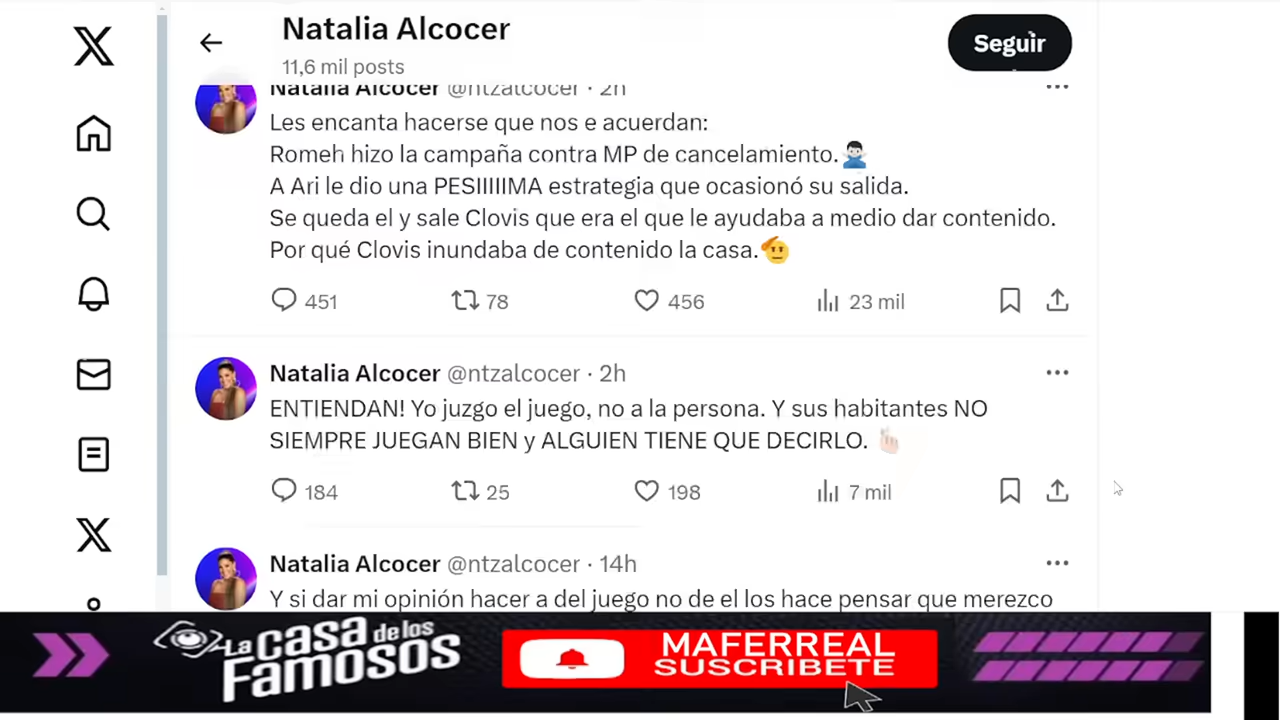 Natalia Alcocer
11,6 mil posts
Seguir
Natalia Alcocer @ntzalcocer · 2h
Les encanta hacerse que nos e acuerdan:
Romeh hizo la campaña contra MP de cancelamiento.🙅🏻‍♂️
A Ari le dio una PESIIIIIMA estrategia que ocasionó su salida.
Se queda el y sale Clovis que era el que le ayudaba a medio dar contenido.
Por qué Clovis inundaba de contenido la casa.🫡
451 78 456 23 mil
Natalia Alcocer @ntzalcocer · 2h
ENTIENDAN! Yo juzgo el juego, no a la persona. Y sus habitantes NO
SIEMPRE JUEGAN BIEN y ALGUIEN TIENE QUE DECIRLO. 👆🏻
184 25 198 7 mil
Natalia Alcocer @ntzalcocer · 14h
Y si dar mi opinión hacer a del juego no de el los hace pensar que merezco
LA CASA de los
FAMOSOS
MAFERREAL
SUSCRIBETE